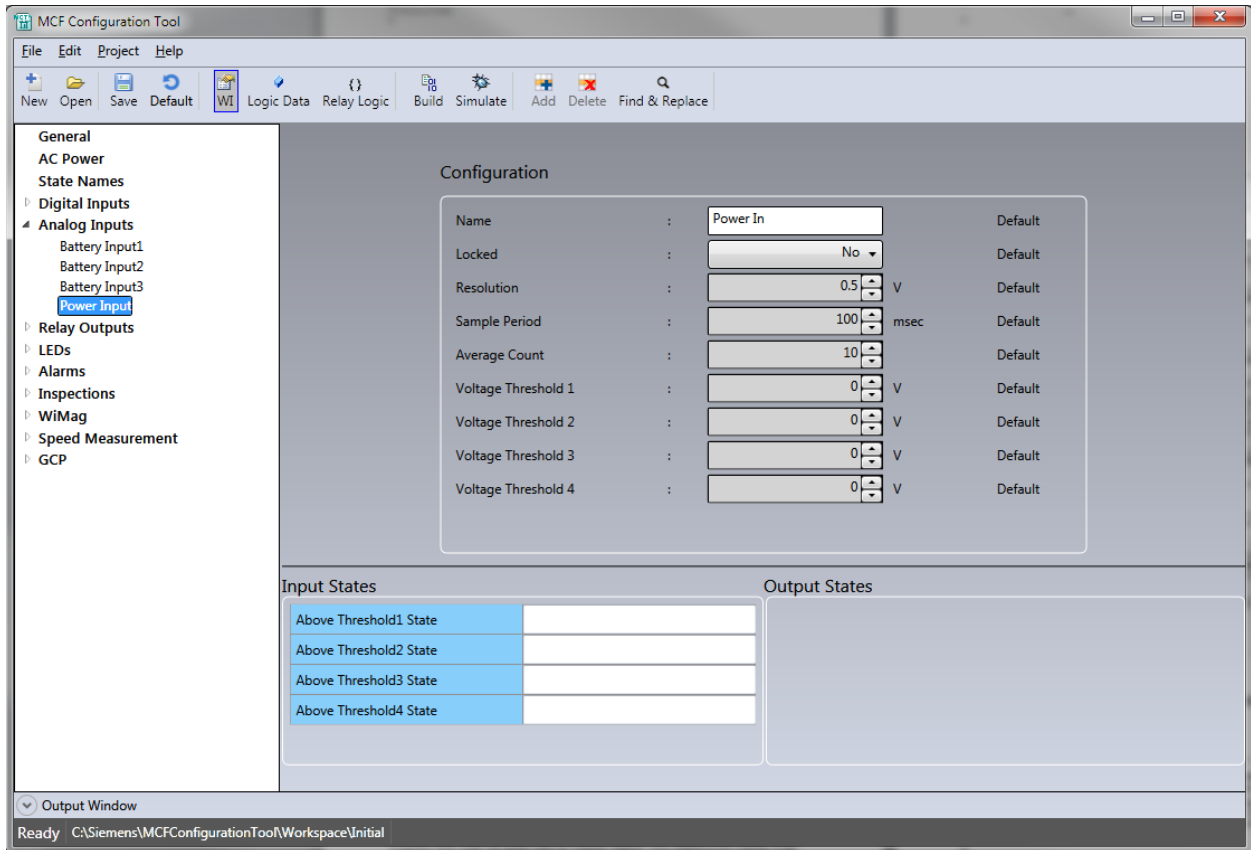 MCF Configuration Tool
File Edit Project Help
New Open Save Default WI Logic Data Relay Logic Build Simulate Add Delete Find & Replace
General
AC Power
State Names
Digital Inputs
Analog Inputs
Battery Input1
Battery Input2
Battery Input3
Power Input
Relay Outputs
LEDs
Alarms
Inspections
WiMag
Speed Measurement
GCP
Configuration
Name : Power In Default
Locked : No Default
Resolution : 0.5 V Default
Sample Period : 100 msec Default
Average Count : 10 Default
Voltage Threshold 1 : 0 V Default
Voltage Threshold 2 : 0 V Default
Voltage Threshold 3 : 0 V Default
Voltage Threshold 4 : 0 V Default
Input States
Above Threshold1 State
Above Threshold2 State
Above Threshold3 State
Above Threshold4 State
Output States
Output Window
Ready C:\Siemens\MCFConfigurationTool\Workspace\Initial